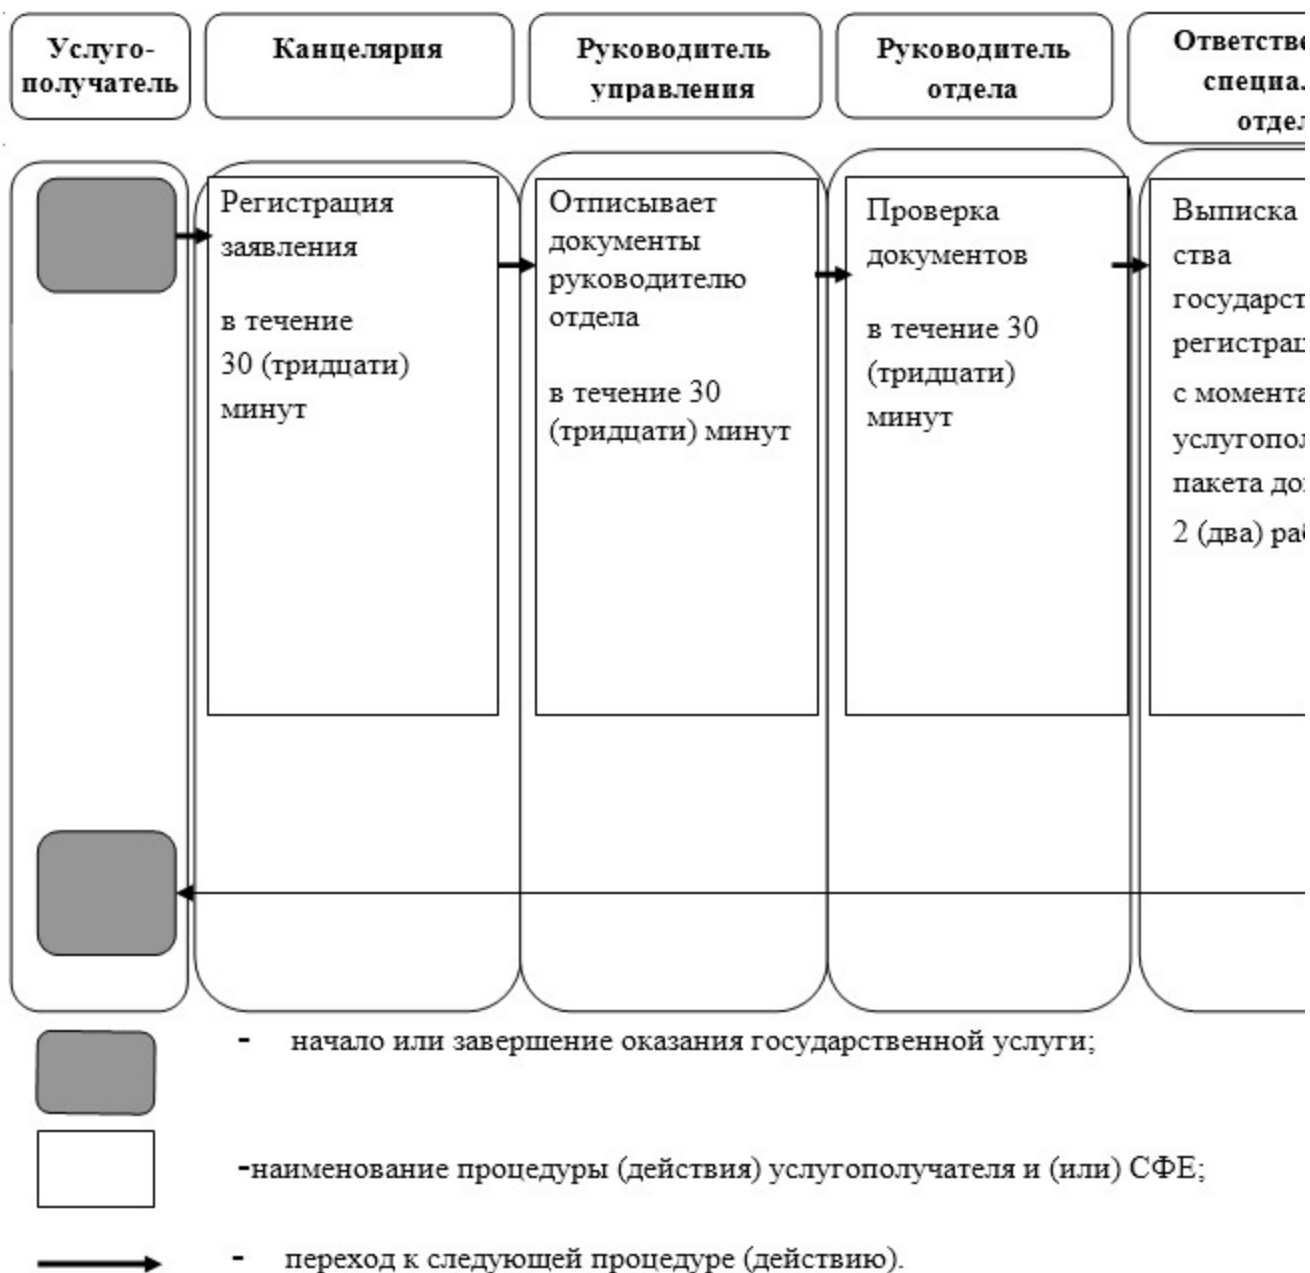 Услуго-
получатель
Канцелярия
Руководитель
управления
Руководитель
отдела
Ответстве
специал
отдел
Регистрация
заявления
в течение
30 (тридцати)
минут
Отписывает
документы
руководителю
отдела
в течение 30
(тридцати) минут
Проверка
документов
в течение 30
(тридцати)
минут
Выписка
ства
государст
регистрац
с момента
услугопол
пакета до
2 (два) раб
- начало или завершение оказания государственной услуги;
-наименование процедуры (действия) услугополучателя и (или) СФЕ;
- переход к следующей процедуре (действию).